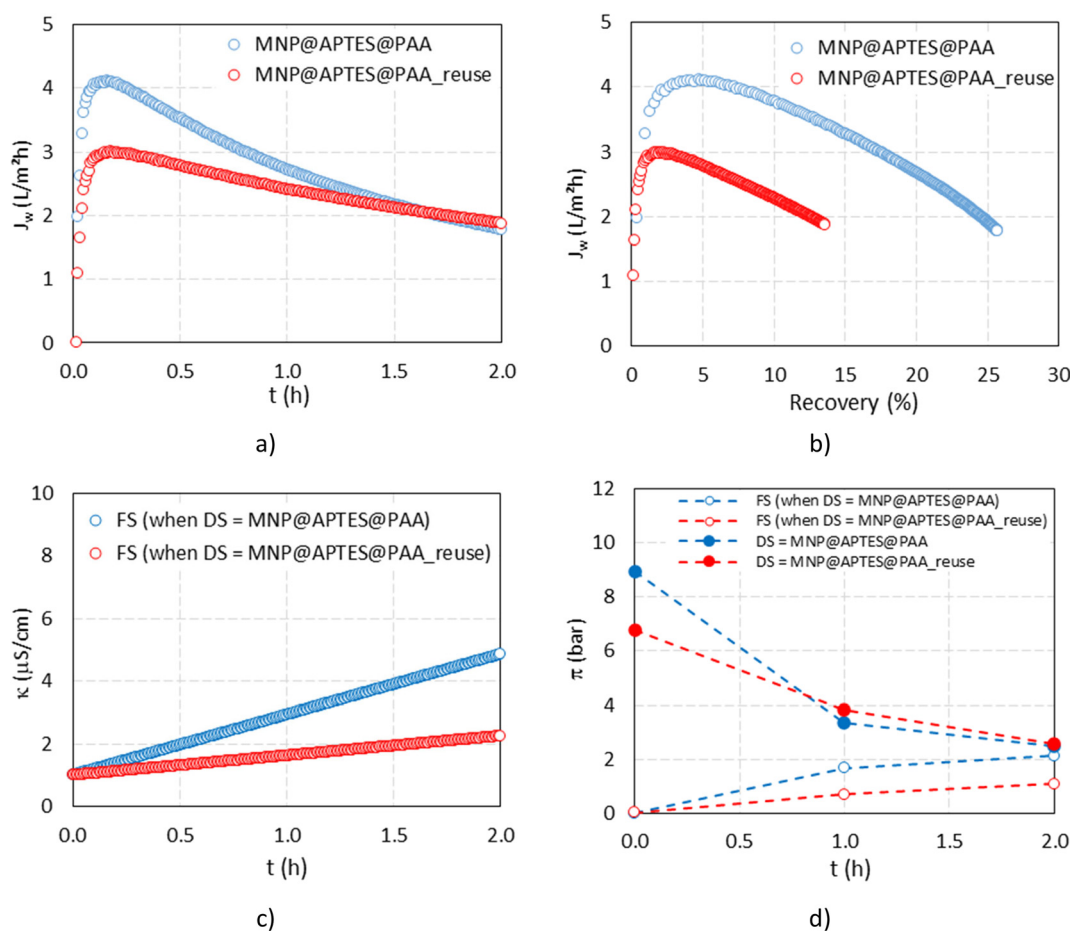 5
4
3
2
1
0
J_w (L/m²h)
MNP@APTES@PAA
MNP@APTES@PAA_reuse
0.0 0.5 1.0 1.5 2.0
t (h)
a)
5
4
3
2
1
0
J_w (L/m²h)
MNP@APTES@PAA
MNP@APTES@PAA_reuse
0 5 10 15 20 25 30
Recovery (%)
b)
10
8
6
4
2
0
κ (µS/cm)
FS (when DS = MNP@APTES@PAA)
FS (when DS = MNP@APTES@PAA_reuse)
0.0 0.5 1.0 1.5 2.0
t (h)
c)
12
10
8
6
4
2
0
π (bar)
FS (when DS = MNP@APTES@PAA)
FS (when DS = MNP@APTES@PAA_reuse)
DS = MNP@APTES@PAA
DS = MNP@APTES@PAA_reuse
0.0 0.5 1.0 1.5 2.0
t (h)
d)